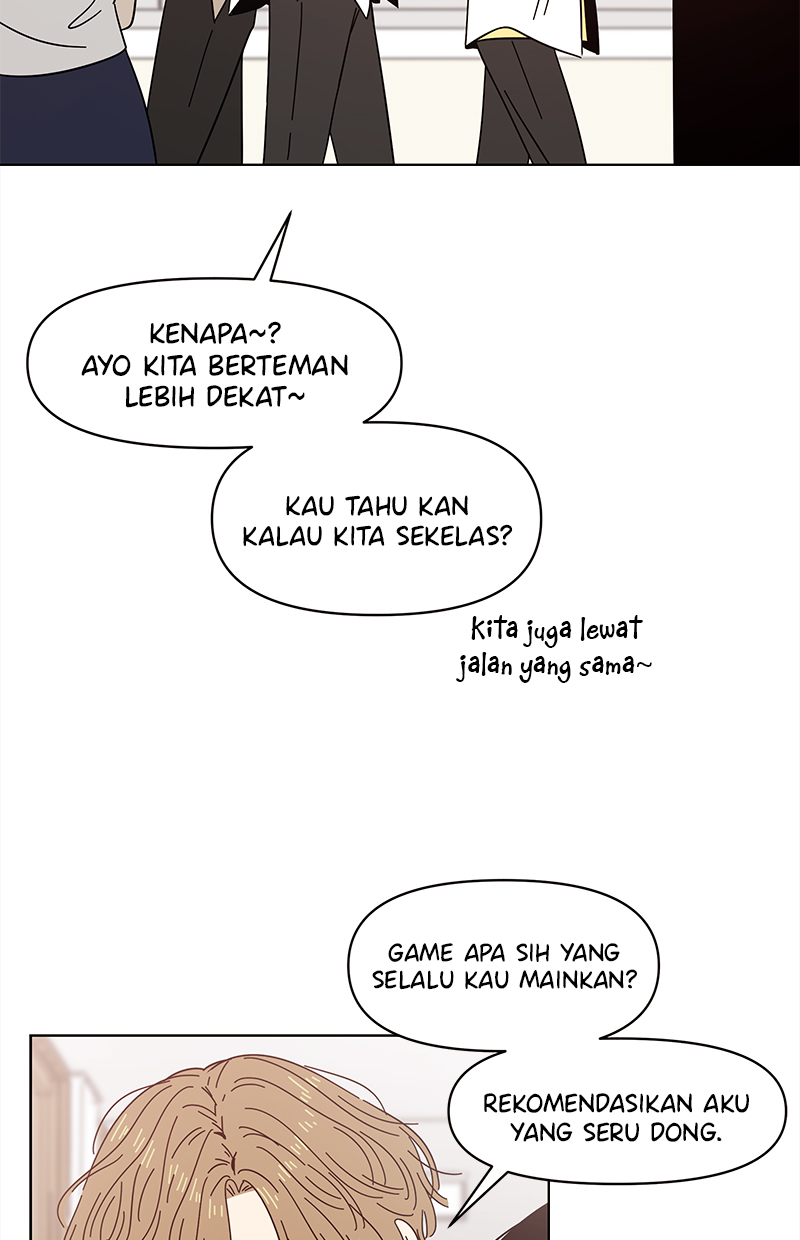 KENAPA~?
AYO KITA BERTEMAN
LEBIH DEKAT~
KAU TAHU KAN
KALAU KITA SEKELAS?
kita juga lewat
jalan yang sama~
GAME APA SIH YANG
SELALU KAU MAINKAN?
REKOMENDASIKAN AKU
YANG SERU DONG.